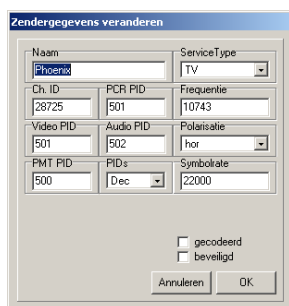 Zendergegevens veranderen
Naam ServiceType
Phoenix TV
Ch. ID PCR PID Frequentie
28725 501 10743
Video PID Audio PID Polarisatie
501 502 hor
PMT PID PIDs Symbolrate
500 Dec 22000
gecodeerd
beveiligd
Annuleren OK